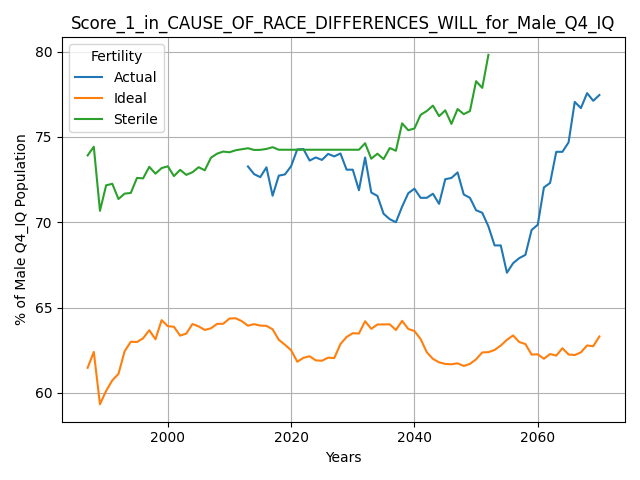 Score_1_in_CAUSE_OF_RACE_DIFFERENCES_WILL_for_Male_Q4_IQ
Fertility
Actual
Ideal
Sterile
% of Male Q4_IQ Population
80
75
70
65
60
2000
2020
2040
2060
Years